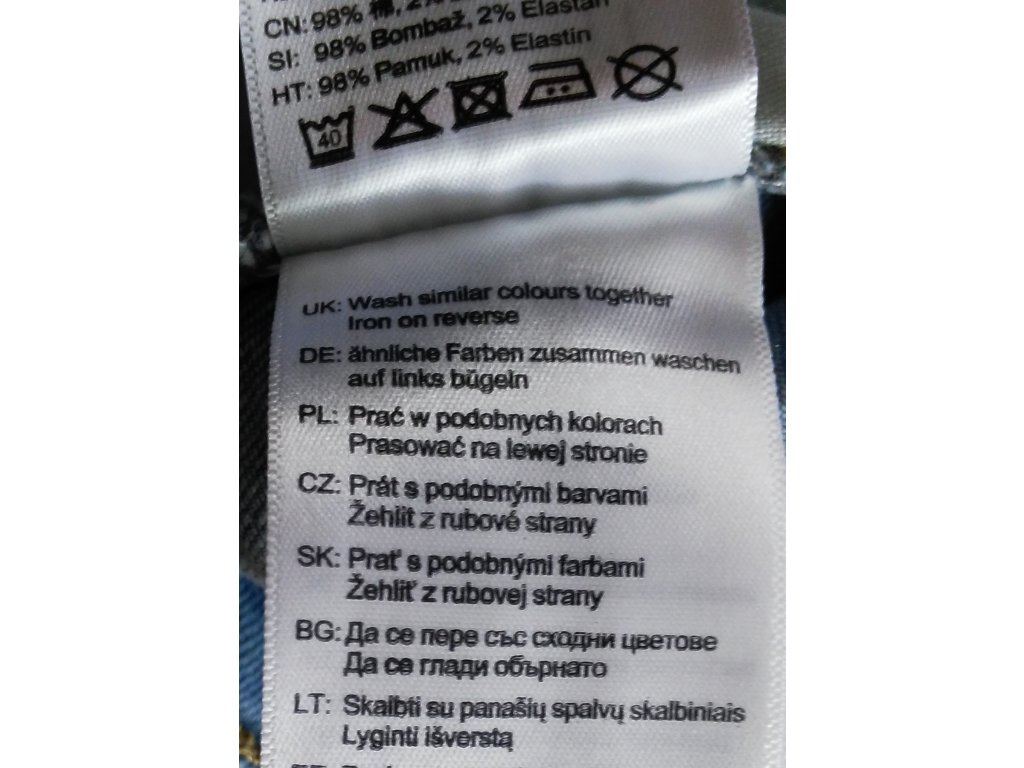 CN: 98% 棉, 2%
SI: 98% Bombaž, 2% Elastan
HT: 98% Pamuk, 2% Elastin
40
UK: Wash similar colours together
Iron on reverse
DE: ähnliche Farben zusammen waschen
auf links bügeln
PL: Prać w podobnych kolorach
Prasować na lewej stronie
CZ: Prát s podobnými barvami
Žehlit z rubové strany
SK: Prať s podobnými farbami
Žehliť z rubovej strany
BG: Да се пере със сходни цветове
Да се глади обърнато
LT: Skalbti su panašių spalvų skalbiniais
Lyginti išverstą